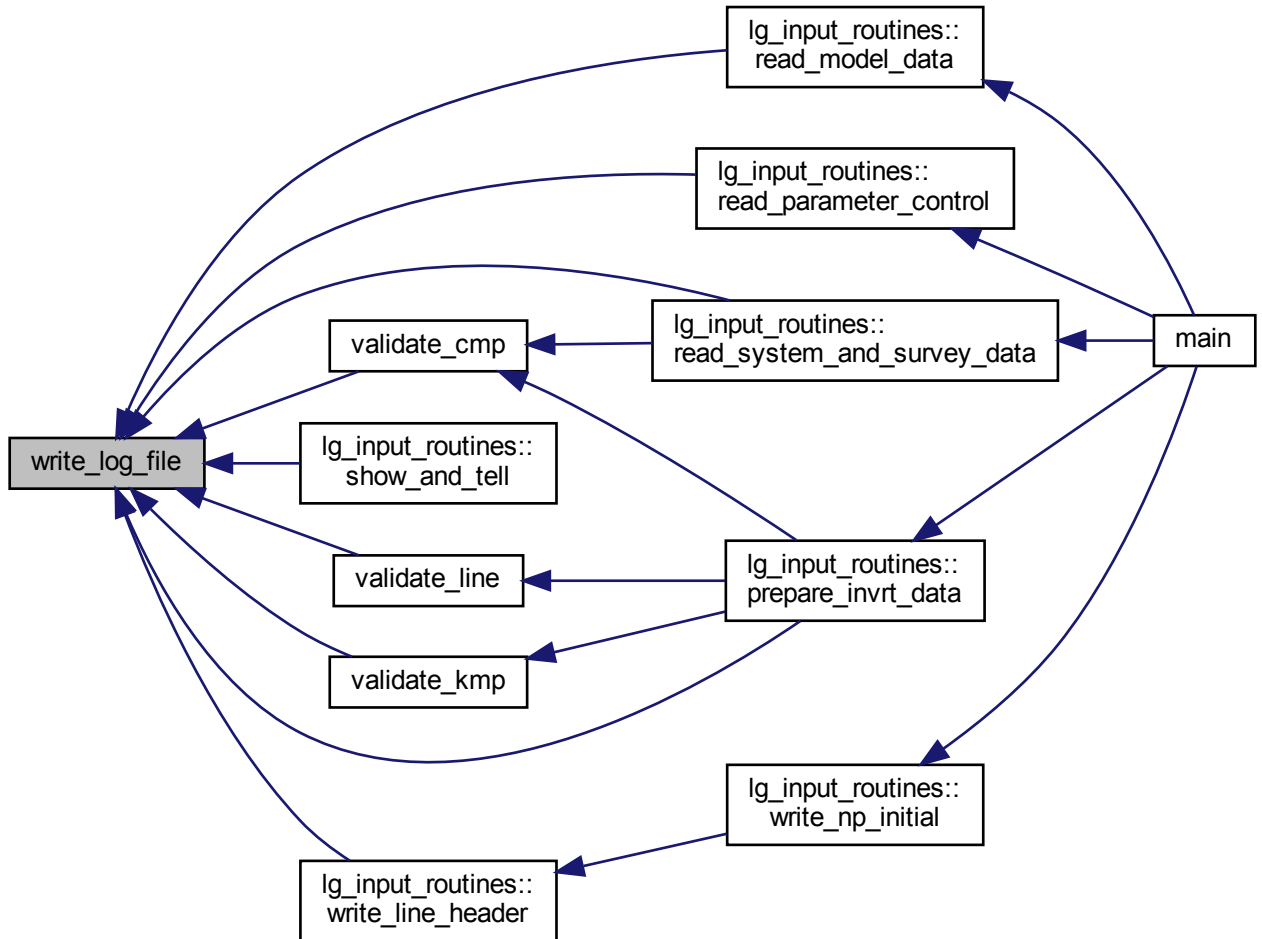 lg_input_routines::
read_model_data
lg_input_routines::
read_parameter_control
lg_input_routines::
read_system_and_survey_data
validate_cmp
main
write_log_file
lg_input_routines::
show_and_tell
validate_line
lg_input_routines::
prepare_invrt_data
validate_kmp
lg_input_routines::
write_np_initial
lg_input_routines::
write_line_header